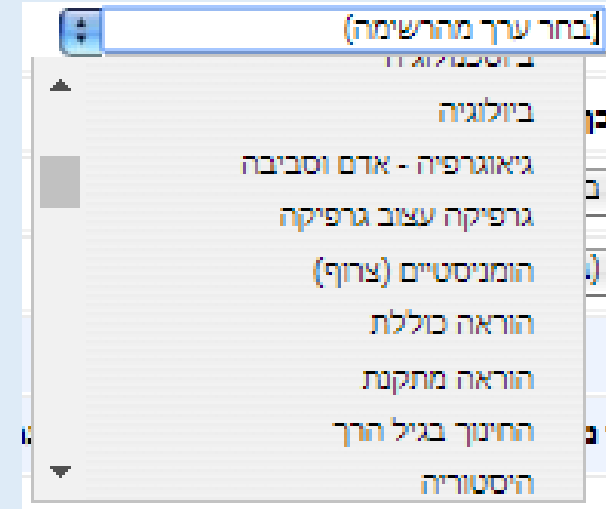 (בחר ערך מהרשימה)
ביולוגיה
גיאוגרפיה - אדם וסביבה
גרפיקה עצוב גרפיקה
הומניסטיים (צרוף)
הוראה כוללת
הוראה מתקנת
החינוך בגיל הרך
היסטוריה